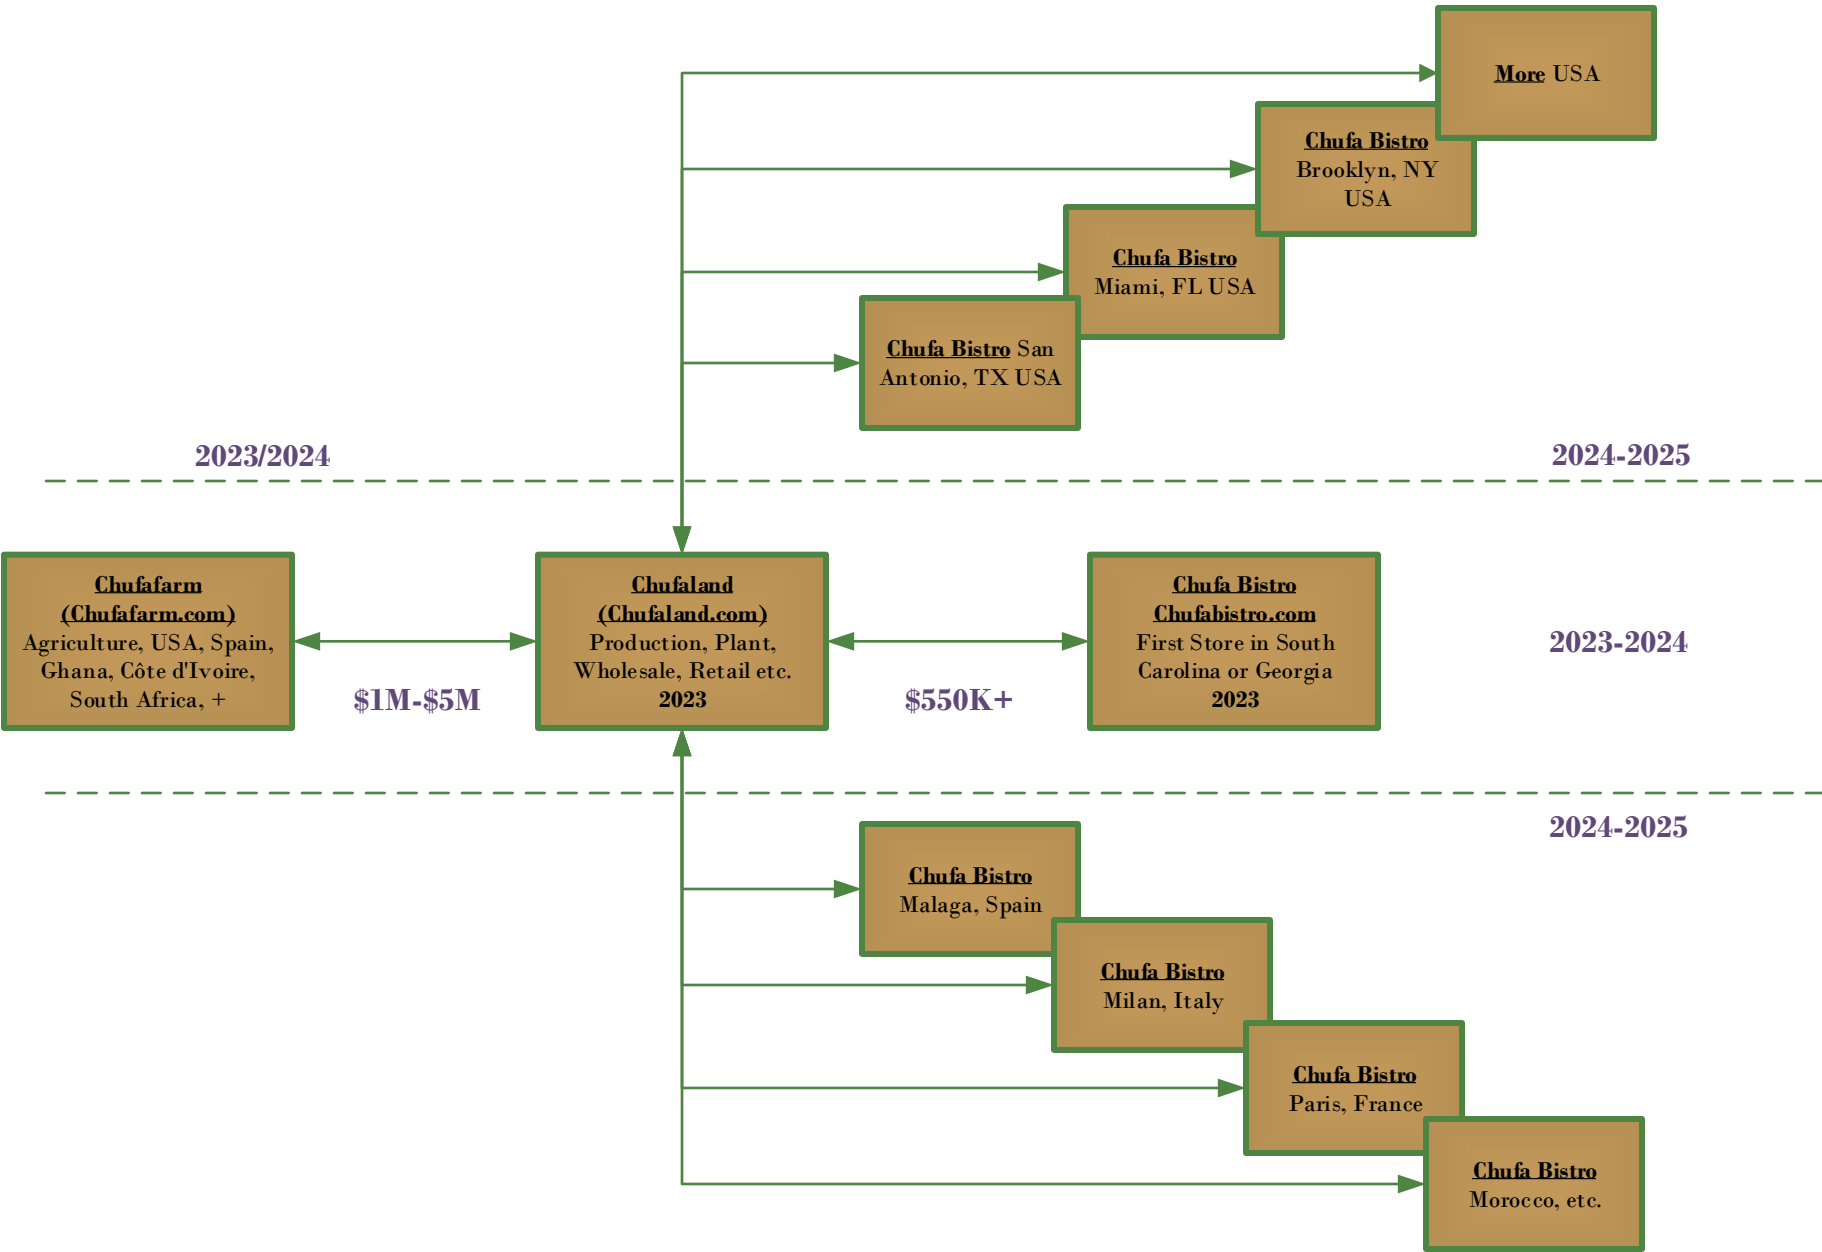 More USA
Chufa Bistro
Brooklyn, NY
USA
Chufa Bistro
Miami, FL USA
Chufa Bistro San
Antonio, TX USA
2023/2024
2024-2025
Chufafarm
(Chufafarm.com)
Agriculture, USA, Spain,
Ghana, Côte d'Ivoire,
South Africa, +
$1M-$5M
Chufaland
(Chufaland.com)
Production, Plant,
Wholesale, Retail etc.
2023
$550K+
Chufa Bistro
Chufabistro.com
First Store in South
Carolina or Georgia
2023
2023-2024
2024-2025
Chufa Bistro
Malaga, Spain
Chufa Bistro
Milan, Italy
Chufa Bistro
Paris, France
Chufa Bistro
Morocco, etc.